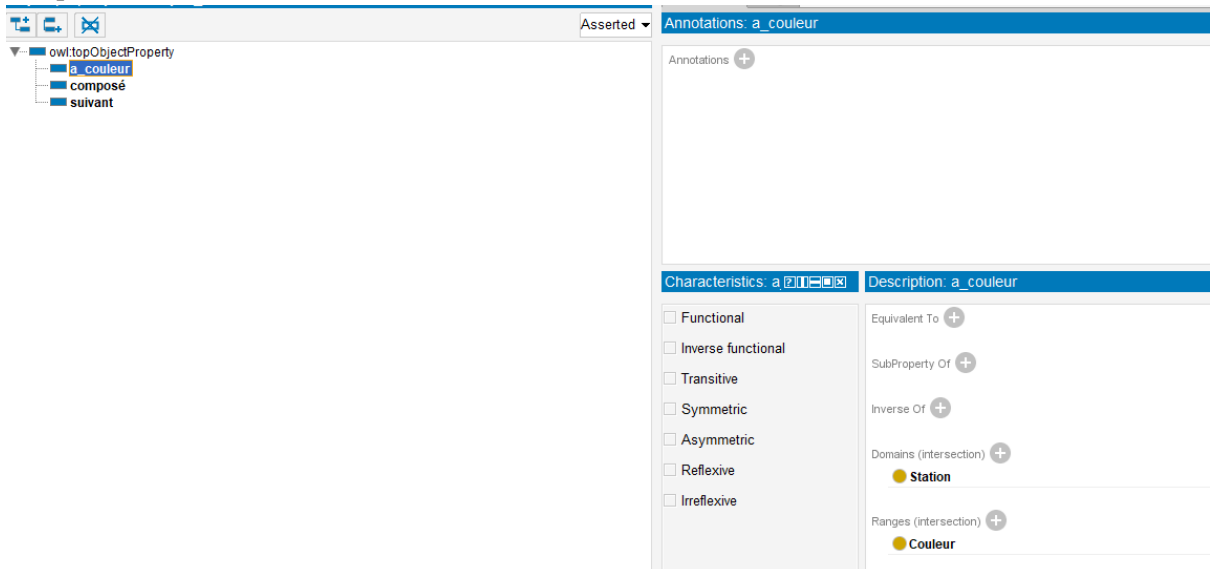 Asserted
owl:topObjectProperty
a_couleur
composé
suivant
Annotations: a_couleur
Annotations
Characteristics: a
Functional
Inverse functional
Transitive
Symmetric
Asymmetric
Reflexive
Irreflexive
Description: a_couleur
Equivalent To
SubProperty Of
Inverse Of
Domains (intersection)
Station
Ranges (intersection)
Couleur